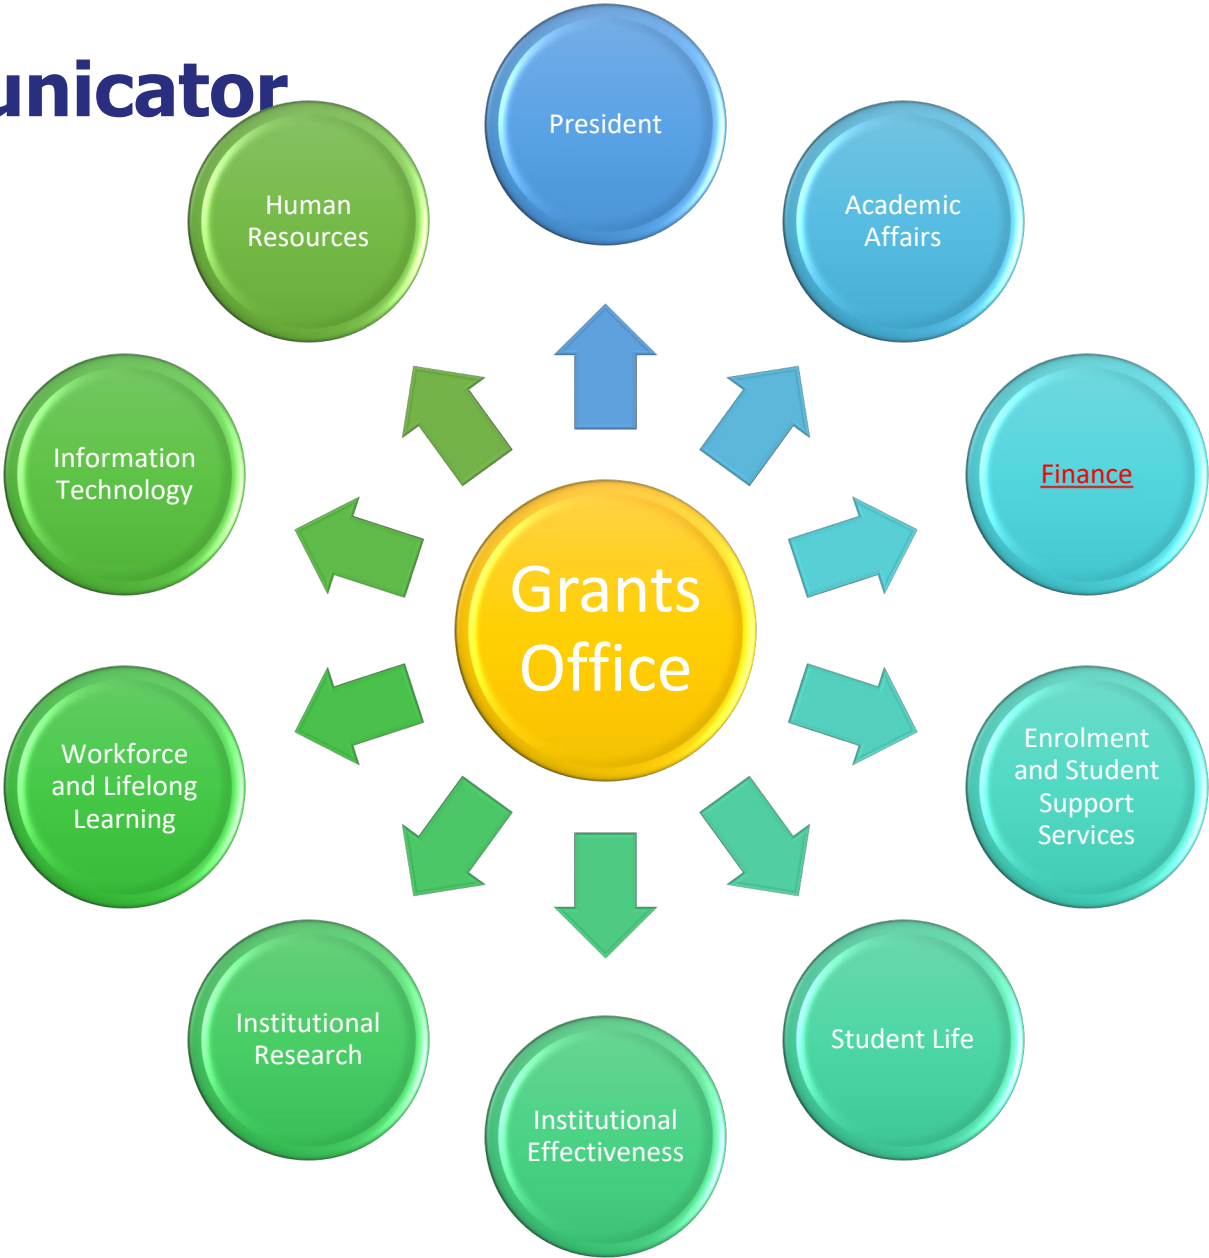 unicator
President
Academic
Affairs
Finance
Enrolment
and Student
Support
Services
Student Life
Institutional
Effectiveness
Institutional
Research
Workforce
and Lifelong
Learning
Information
Technology
Human
Resources
Grants
Office